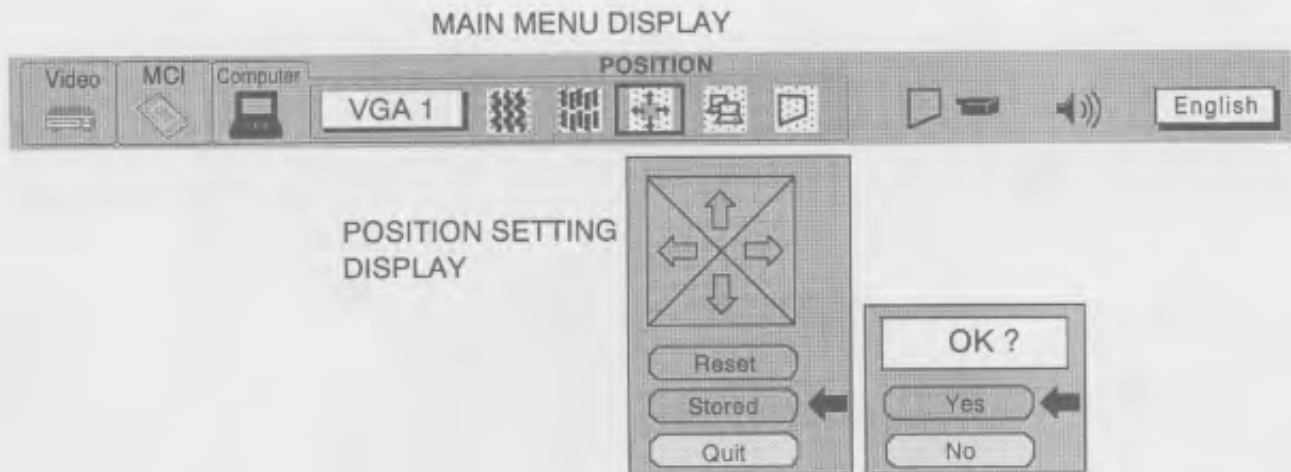 MAIN MENU DISPLAY
POSITION
Video MCI Computer VGA 1 English
POSITION SETTING
DISPLAY
Reset
Stored
Quit
OK ?
Yes
No